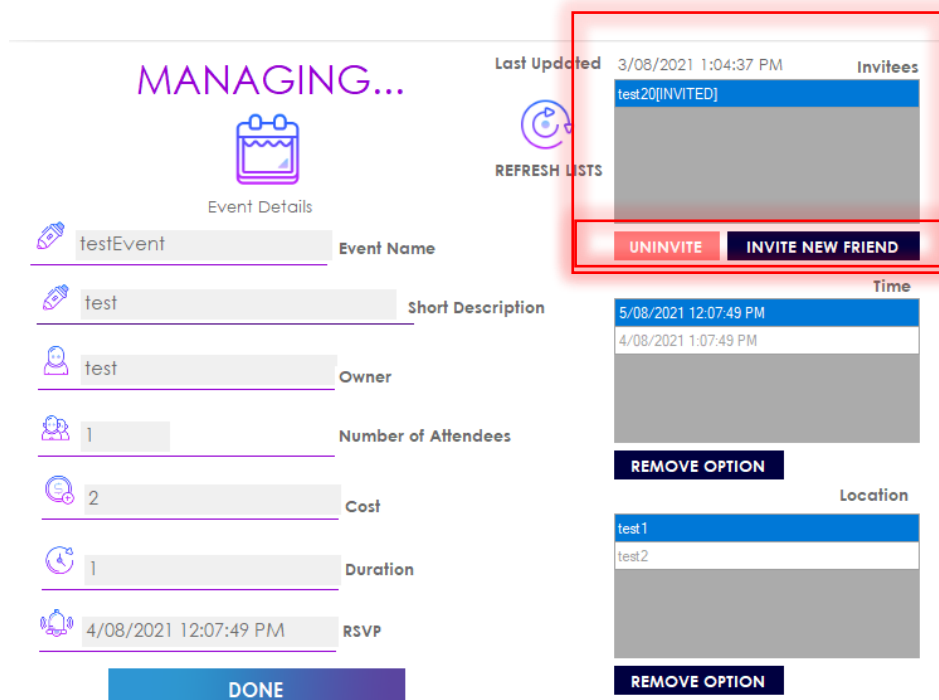 MANAGING...
Event Details
testEvent
Event Name
test
Short Description
test
Owner
1
Number of Attendees
2
Cost
1
Duration
4/08/2021 12:07:49 PM
RSVP
DONE
Last Updated 3/08/2021 1:04:37 PM
REFRESH LISTS
Invitees
test20[INVITED]
UNINVITE
INVITE NEW FRIEND
Time
5/08/2021 12:07:49 PM
4/08/2021 1:07:49 PM
REMOVE OPTION
Location
test1
test2
REMOVE OPTION